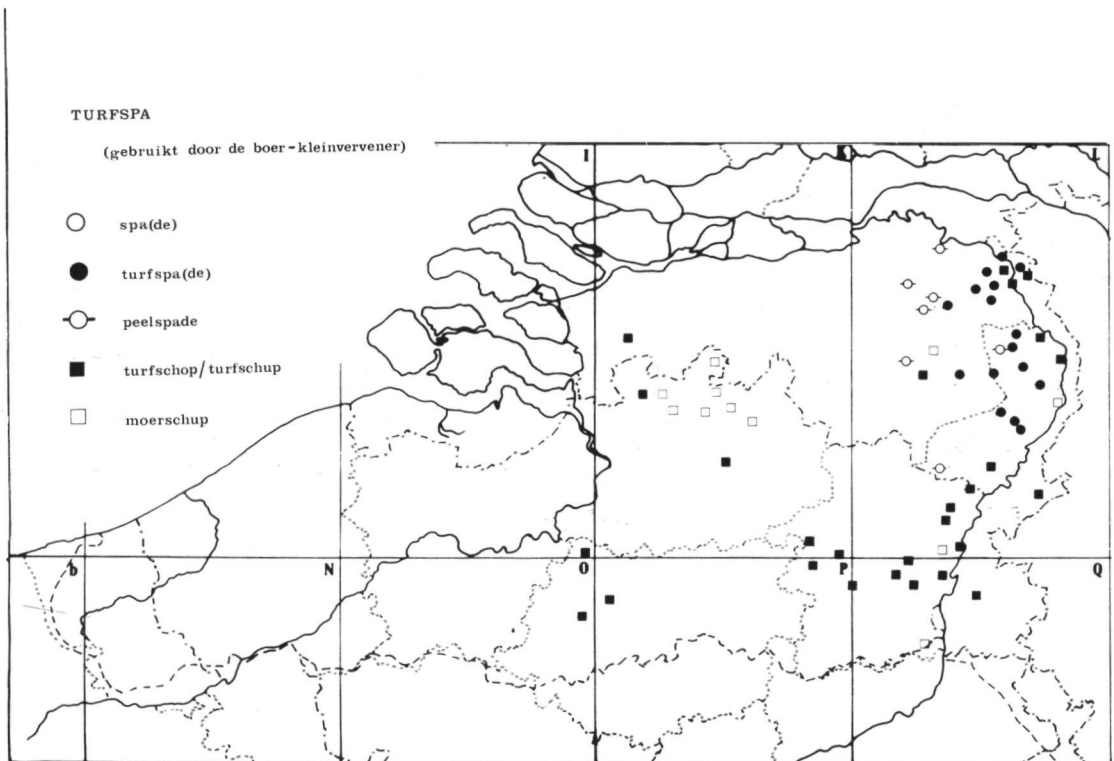 TURFSPA
(gebruikt door de boer-kleinvervener)
spa(de)
turfspa(de)
peelspade
turfschop/turfschup
moerschup
I
K
L
b
N
O
P
Q